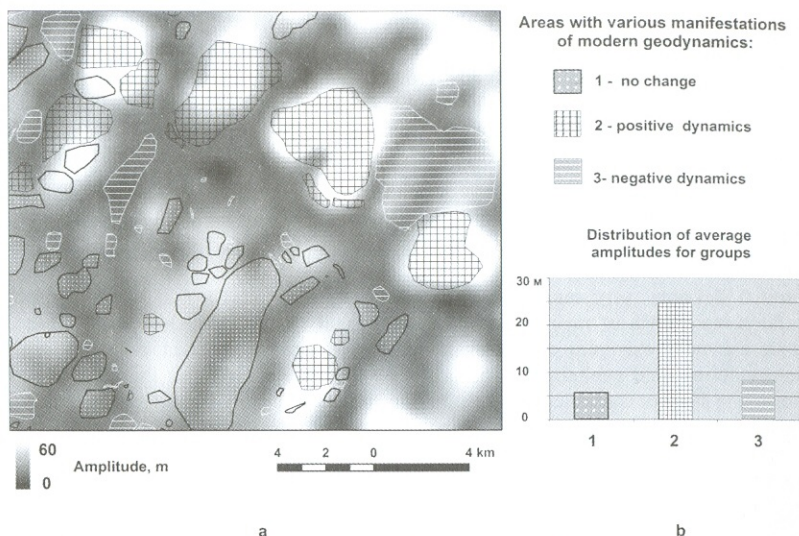 Areas with various manifestations
of modern geodynamics:
1 - no change
2 - positive dynamics
3- negative dynamics
Distribution of average
amplitudes for groups
30 м
20
10
0
1 2 3
60
0
Amplitude, m
4 2 0 4 km
a b